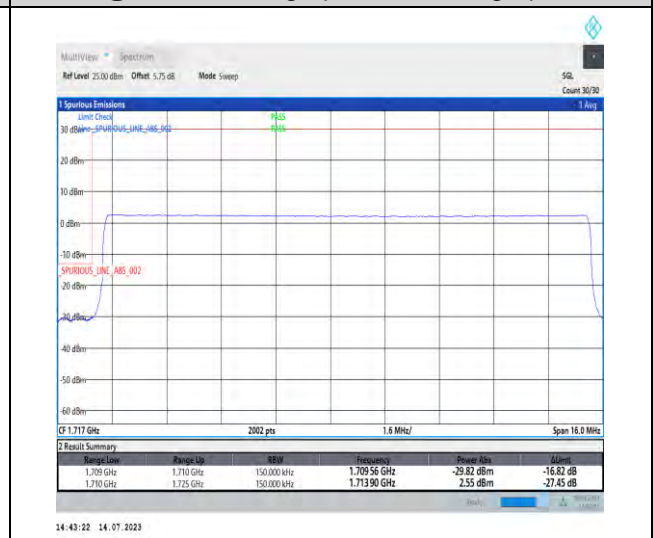 MultiView Spectrum
Ref Level 25.00 dBm Offset 5.75 dB Mode Sweep SGL
Count 30/30
1 Spurious Emissions 1 Avg
Limit Check PASS
30 dBm Line _SPURIOUS_LINE_ABS_002 PASS
20 dBm
10 dBm
0 dBm
-10 dBm
_SPURIOUS_LINE_ABS_002
-20 dBm
-30 dBm
-40 dBm
-50 dBm
-60 dBm
CF 1.717 GHz 2002 pts 1.6 MHz/ Span 16.0 MHz
2 Result Summary
Range Low Range Up RBW Frequency Power Abs ΔLimit
1.709 GHz 1.710 GHz 150.000 kHz 1.709 56 GHz -29.82 dBm -16.82 dB
1.710 GHz 1.725 GHz 150.000 kHz 1.713 90 GHz 2.55 dBm -27.45 dB
14:43:22 14.07.2023